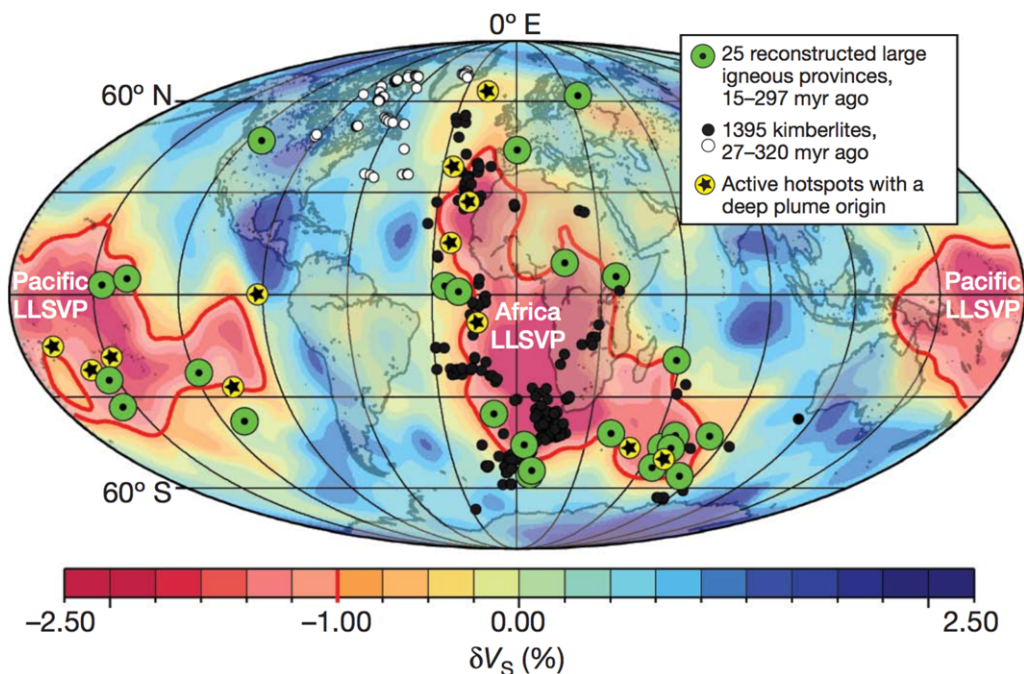 0º E
60º N
25 reconstructed large
igneous provinces,
15–297 myr ago
1395 kimberlites,
27–320 myr ago
Active hotspots with a
deep plume origin
Pacific
LLSVP
Africa
LLSVP
Pacific
LLSVP
60º S
−2.50 −1.00 0.00 2.50
δVS (%)